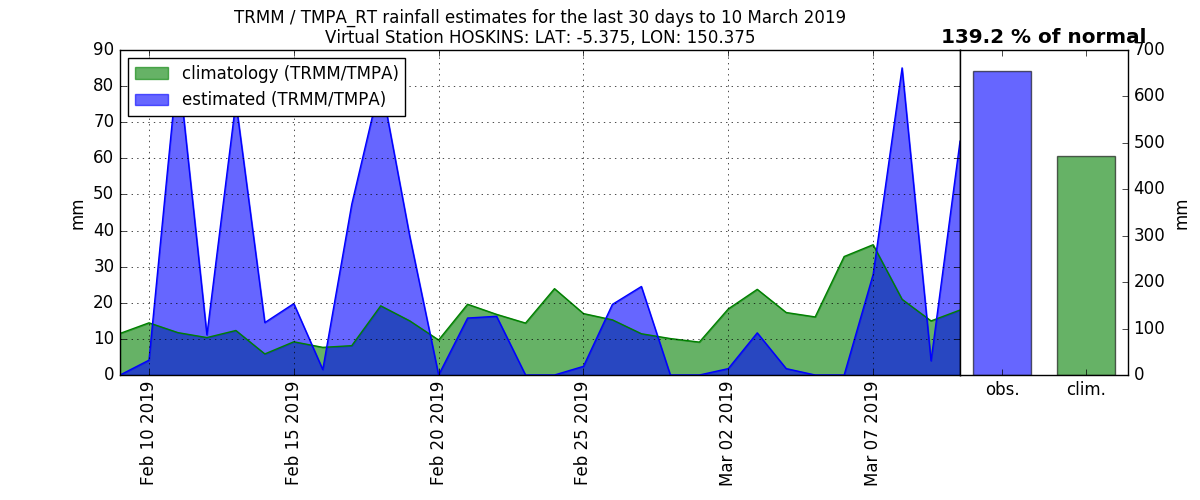 TRMM / TMPA_RT rainfall estimates for the last 30 days to 10 March 2019
Virtual Station HOSKINS: LAT: -5.375, LON: 150.375
139.2 % of normal
climatology (TRMM/TMPA)
estimated (TRMM/TMPA)
90
80
70
60
50
40
30
20
10
0
mm
Feb 10 2019
Feb 15 2019
Feb 20 2019
Feb 25 2019
Mar 02 2019
Mar 07 2019
obs.
clim.
700
600
500
400
300
200
100
0
mm